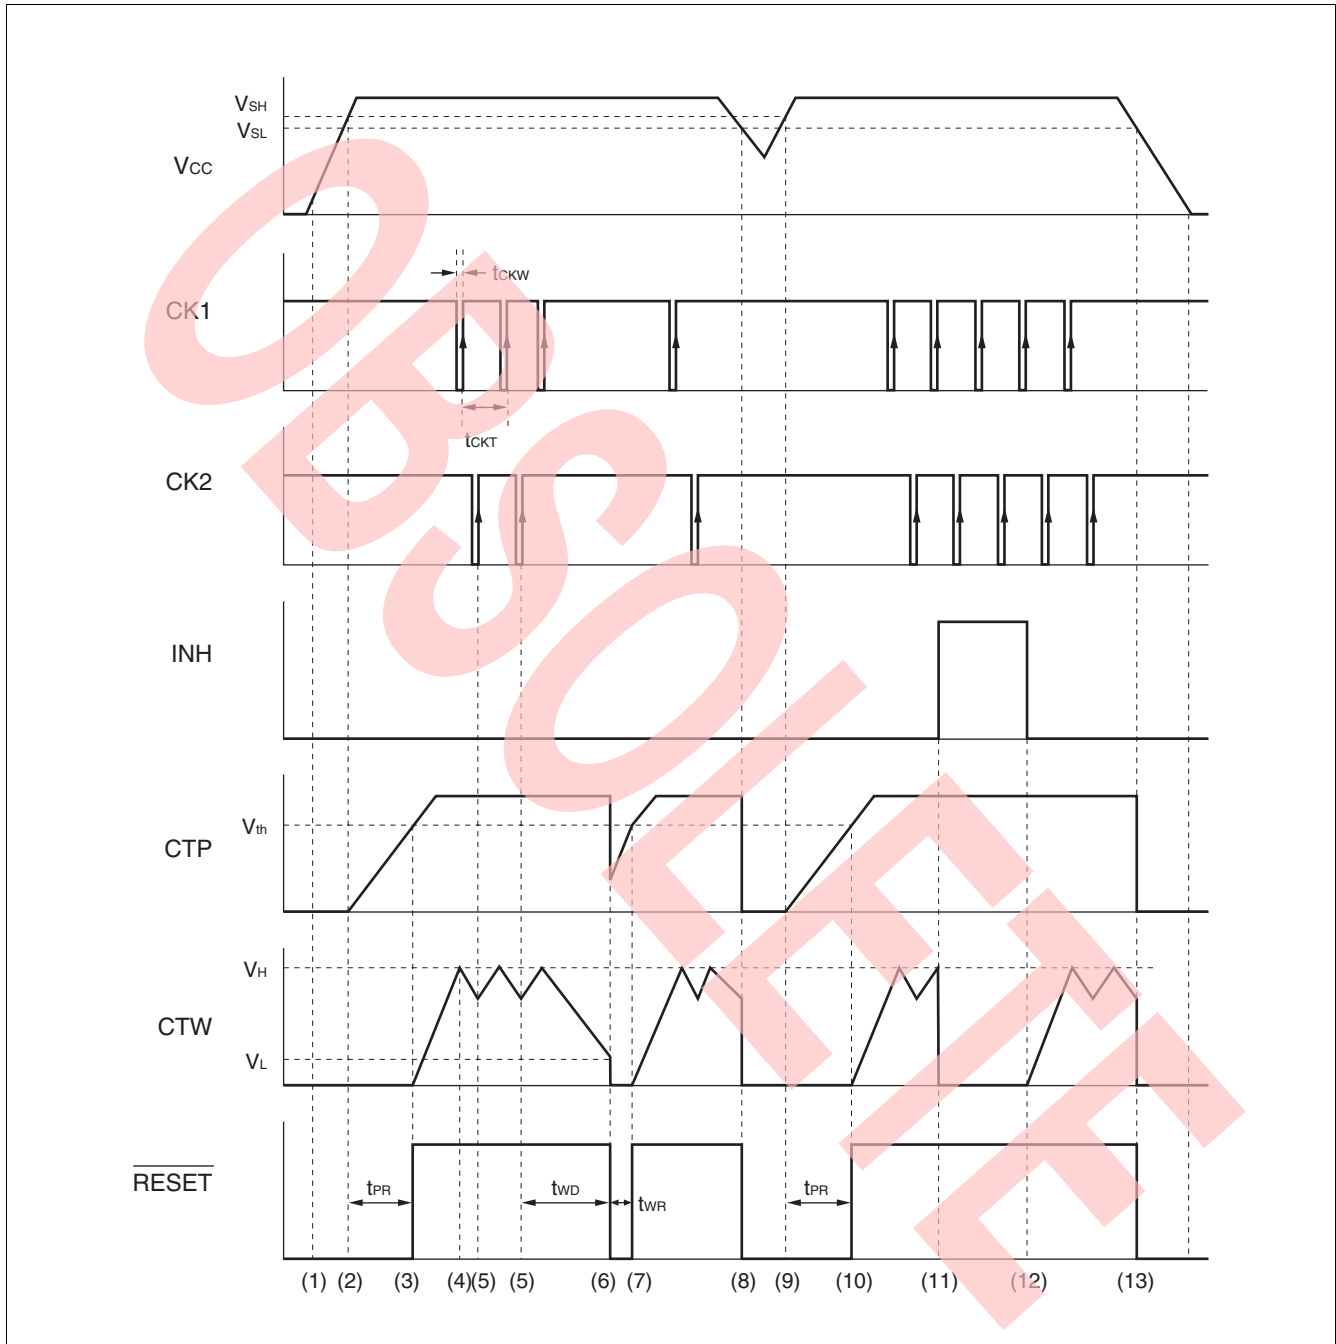 VSH
VSL
VCC
tCKW
CK1
tCKT
CK2
INH
Vth
CTP
VH
CTW
VL
RESET
tPR
tWD
tWR
tPR
(1) (2) (3) (4) (5) (5) (6) (7) (8) (9) (10) (11) (12) (13)
OBSOLETE